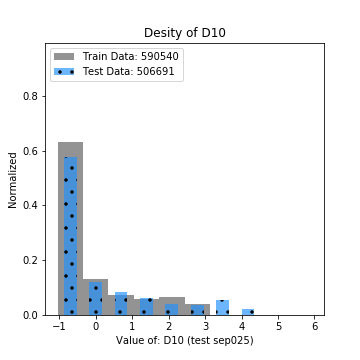 Desity of D10
Train Data: 590540
Test Data: 506691
Normalized
0.8
0.6
0.4
0.2
0.0
−1 0 1 2 3 4 5 6
Value of: D10 (test sep025)